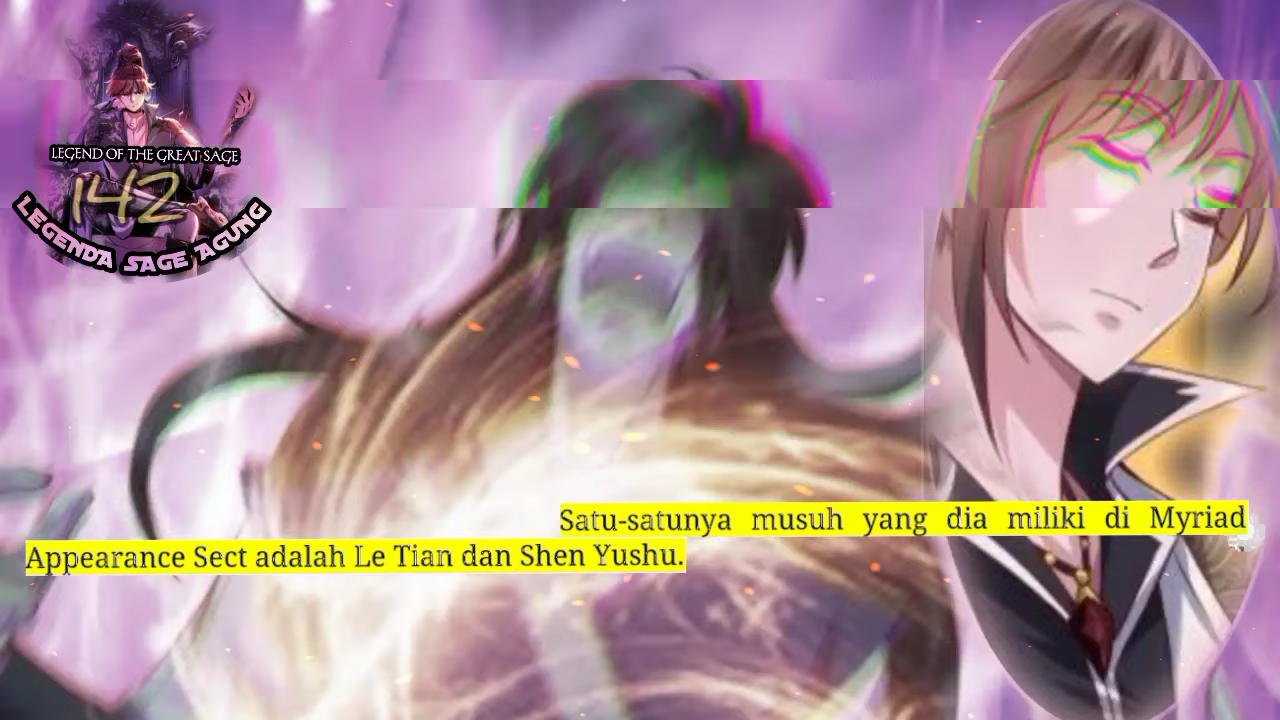 LEGEND OF THE GREAT SAGE
142
LEGENDA SAGE AGUNG
Satu-satunya musuh yang dia miliki di Myriad
Appearance Sect adalah Le Tian dan Shen Yushu.